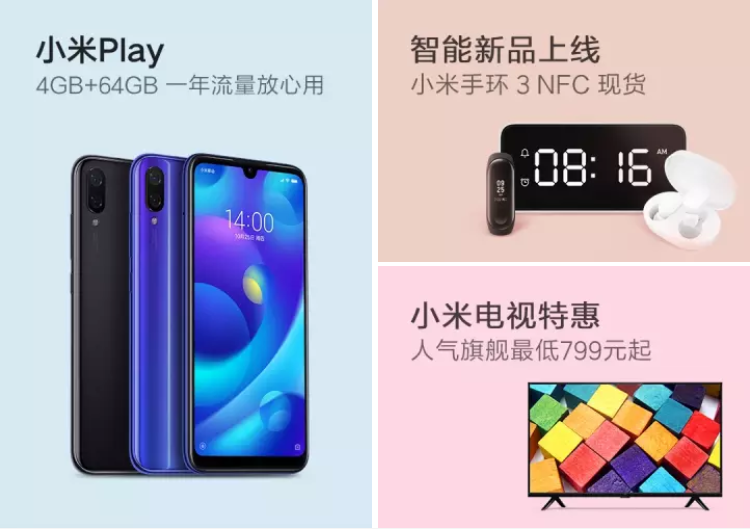 小米Play
4GB+64GB 一年流量放心用
14:00
智能新品上线
小米手环 3 NFC 现货
08:16
AM
09
25
小米电视特惠
人气旗舰最低799元起